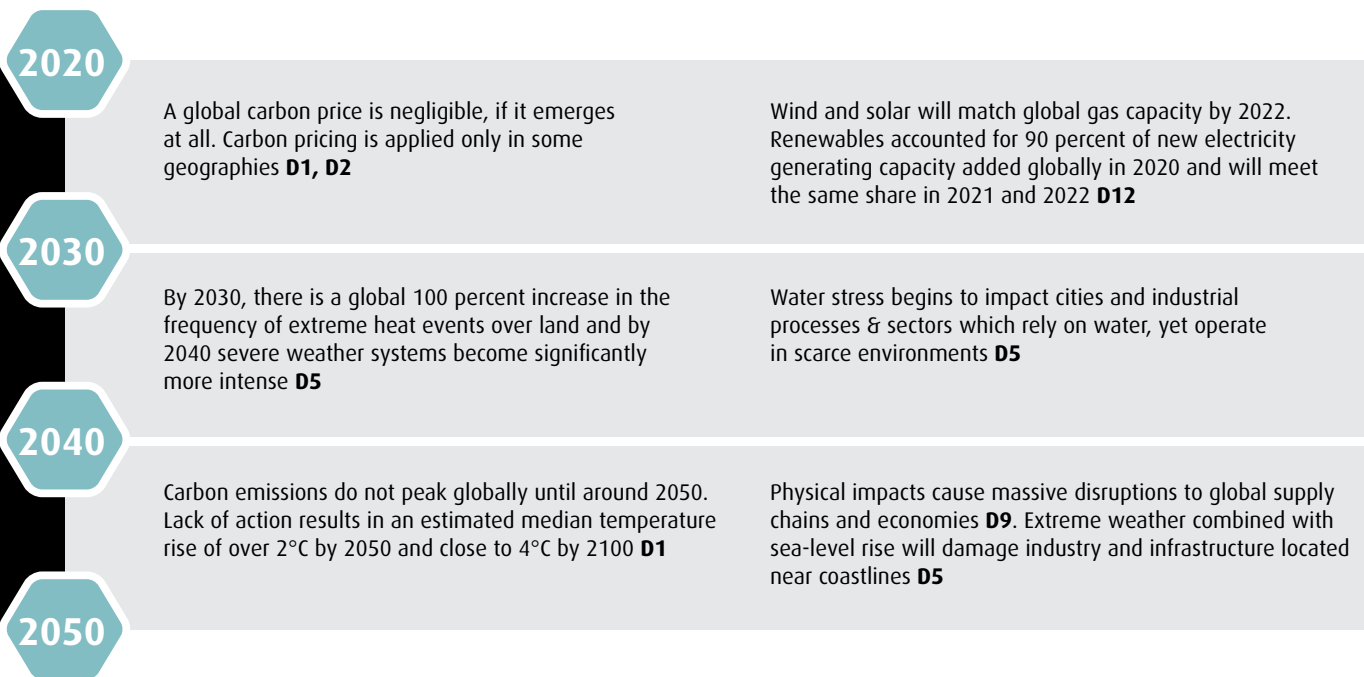 2020
A global carbon price is negligible, if it emerges
at all. Carbon pricing is applied only in some
geographies D1, D2
Wind and solar will match global gas capacity by 2022.
Renewables accounted for 90 percent of new electricity
generating capacity added globally in 2020 and will meet
the same share in 2021 and 2022 D12
2030
By 2030, there is a global 100 percent increase in the
frequency of extreme heat events over land and by
2040 severe weather systems become significantly
more intense D5
Water stress begins to impact cities and industrial
processes & sectors which rely on water, yet operate
in scarce environments D5
2040
Carbon emissions do not peak globally until around 2050.
Lack of action results in an estimated median temperature
rise of over 2°C by 2050 and close to 4°C by 2100 D1
Physical impacts cause massive disruptions to global supply
chains and economies D9. Extreme weather combined with
sea-level rise will damage industry and infrastructure located
near coastlines D5
2050